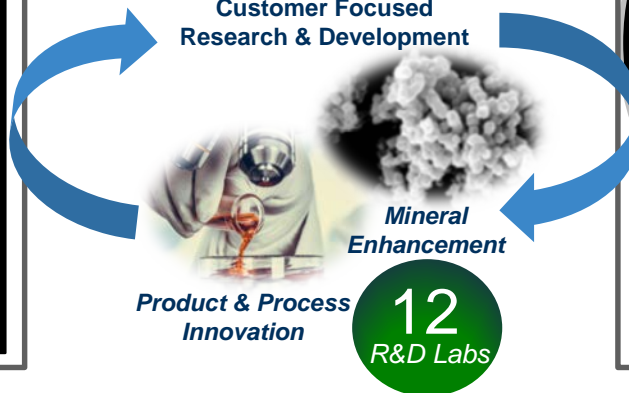 Customer Focused
Research & Development
Mineral
Enhancement
Product & Process
Innovation
12
R&D Labs